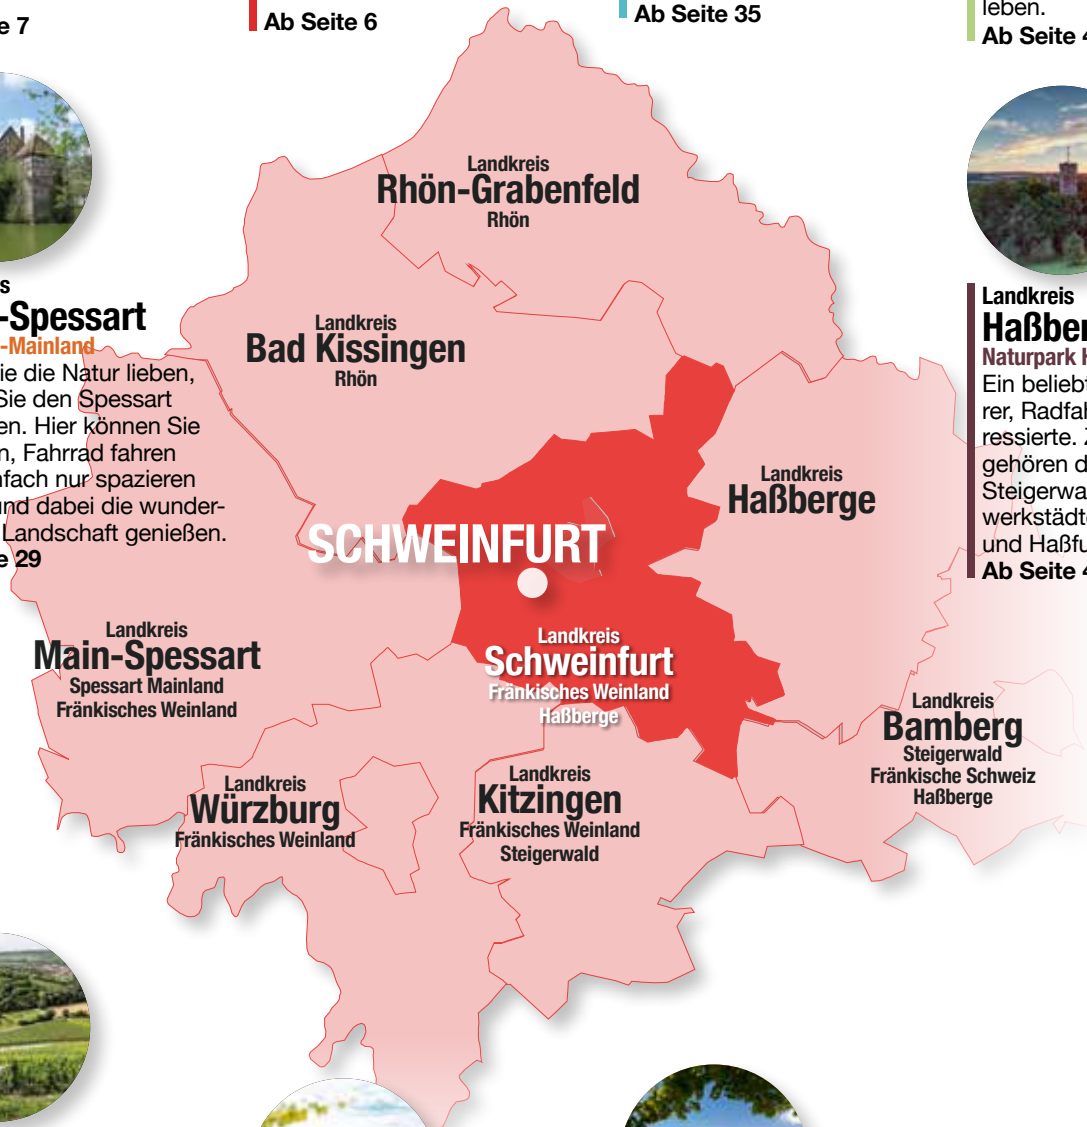 e 7
Ab Seite 6
Ab Seite 35
leben.
Ab Seite 4
Landkreis
Rhön-Grabenfeld
Rhön
s
-Spessart
-Mainland
ie die Natur lieben,
Sie den Spessart
en. Hier können Sie
n, Fahrrad fahren
nfach nur spazieren
und dabei die wunder-
Landschaft genießen.
e 29
Landkreis
Bad Kissingen
Rhön
Landkreis
Haßber
Naturpark H
Ein beliebt
rer, Radfah
ressierte. Z
gehören d
Steigerwa
werkstädt
und Haßfu
Ab Seite 4
Landkreis
Haßberge
SCHWEINFURT
Landkreis
Schweinfurt
Fränkisches Weinland
Haßberge
Landkreis
Main-Spessart
Spessart Mainland
Fränkisches Weinland
Landkreis
Bamberg
Steigerwald
Fränkische Schweiz
Haßberge
Landkreis
Würzburg
Fränkisches Weinland
Landkreis
Kitzingen
Fränkisches Weinland
Steigerwald